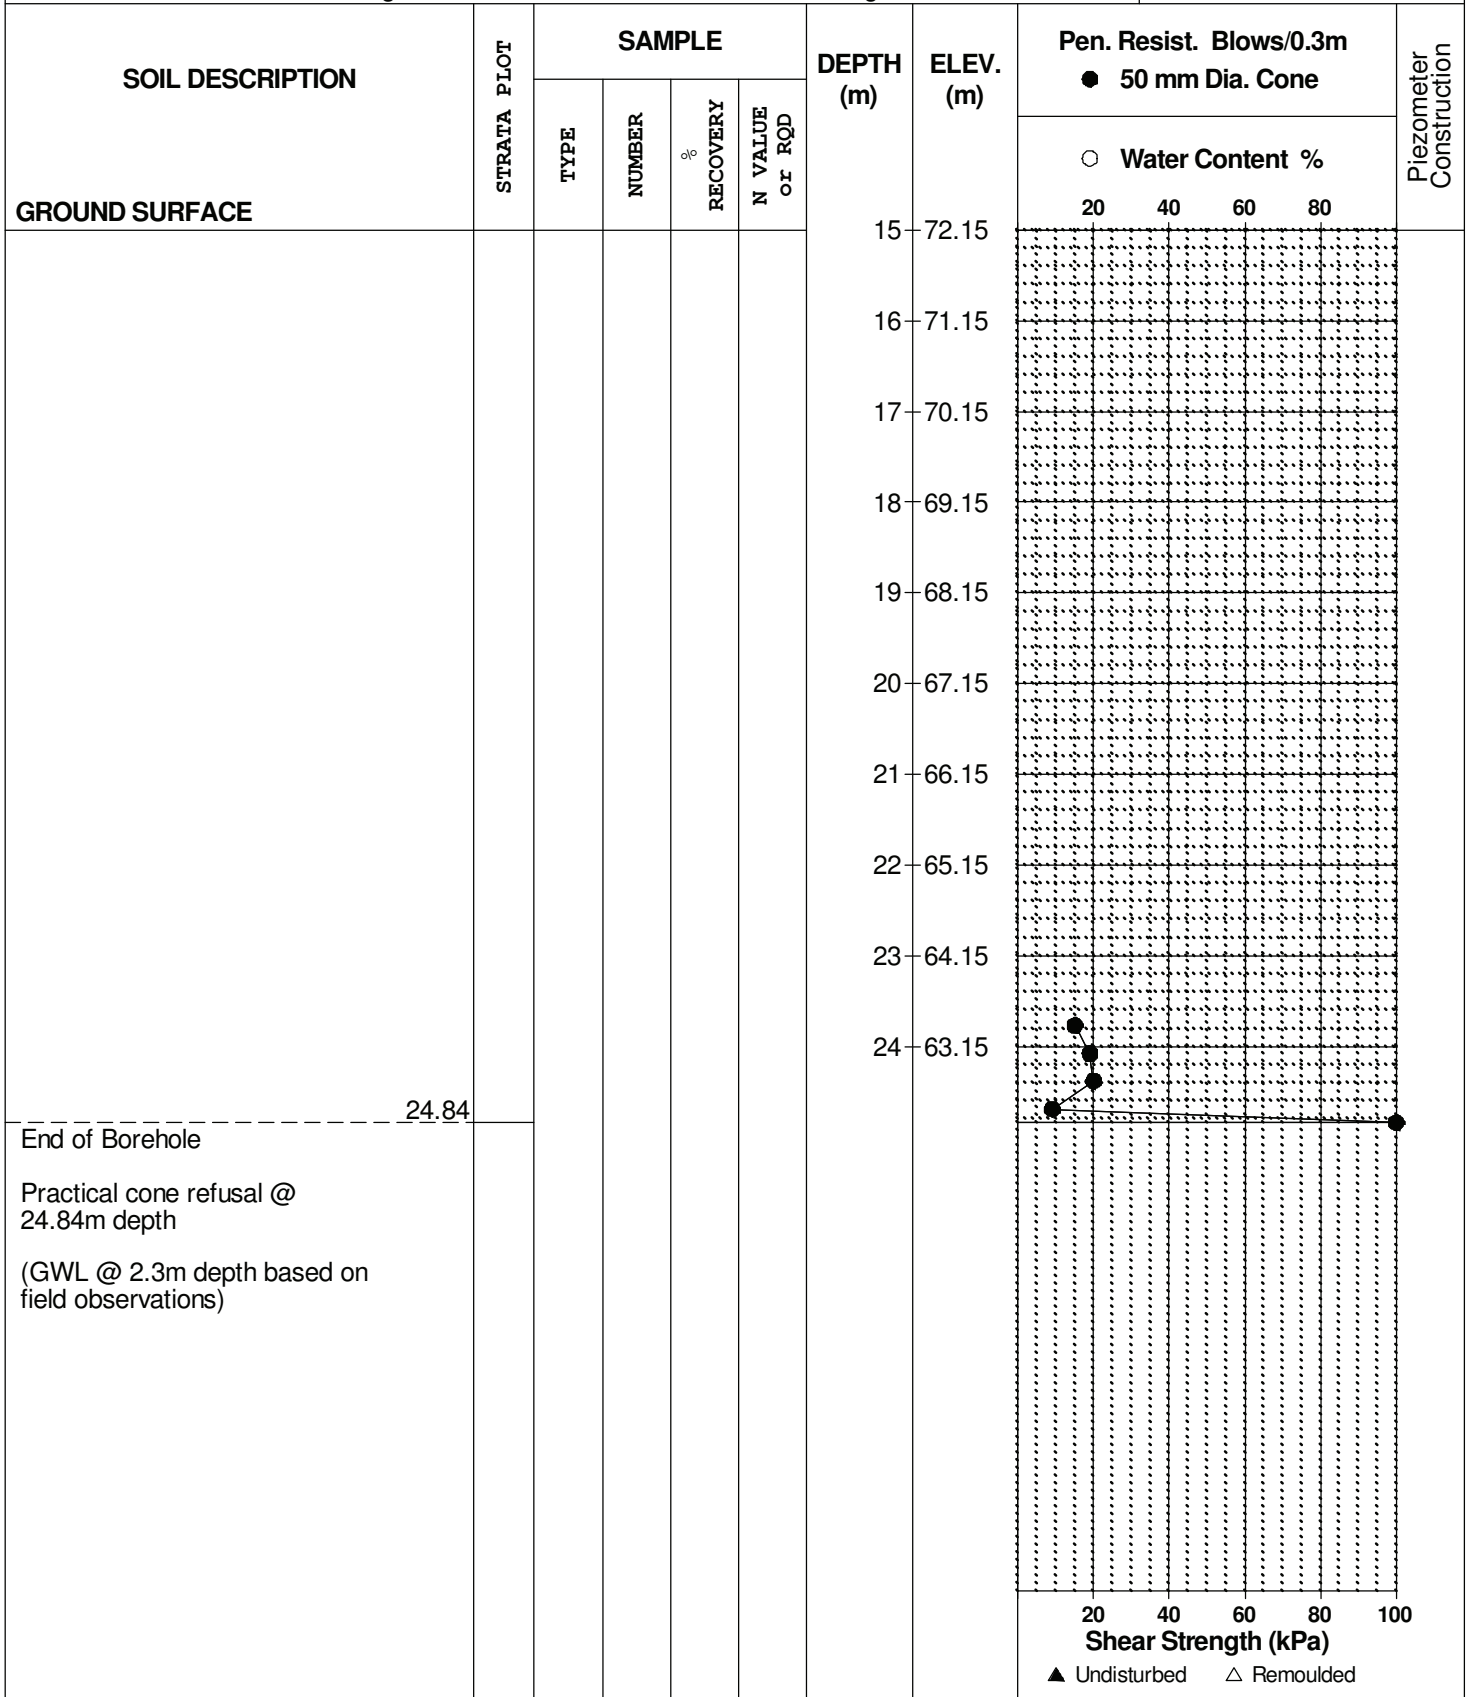 SOIL DESCRIPTION
GROUND SURFACE
STRATA PLOT
SAMPLE
TYPE
NUMBER
%
RECOVERY
N VALUE
or RQD
DEPTH
(m)
ELEV.
(m)
Pen. Resist. Blows/0.3m
● 50 mm Dia. Cone
○ Water Content %
20 40 60 80
Piezometer
Construction
15 72.15
16 71.15
17 70.15
18 69.15
19 68.15
20 67.15
21 66.15
22 65.15
23 64.15
24 63.15
24.84
End of Borehole
Practical cone refusal @
24.84m depth
(GWL @ 2.3m depth based on
field observations)
20 40 60 80 100
Shear Strength (kPa)
▲ Undisturbed △ Remoulded